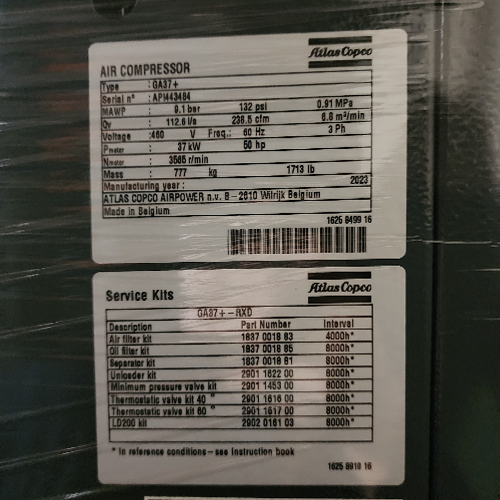 Atlas Copco
AIR COMPRESSOR
Type : GA37+
Serial n° : API443484
MAWP : 9.1 bar 132 psi 0.91 MPa
Qv : 112.6 l/s 238.5 cfm 6.8 m³/min
Voltage : 460 V Freq.: 60 Hz 3 Ph
Pmotor : 37 kW 50 hp
Nmotor : 3565 r/min
Mass : 777 kg 1713 lb
Manufacturing year : 2023
ATLAS COPCO AIRPOWER n.v. B-2610 Wilrijk Belgium
Made in Belgium
1625 8499 16
Atlas Copco
Service Kits
GA37+-RXD
Description Part Number Interval
Air filter kit 1837 0018 83 4000h*
Oil filter kit 1837 0018 85 8000h*
Separator kit 1837 0018 81 8000h*
Unloader kit 2901 1622 00 8000h*
Minimum pressure valve kit 2901 1453 00 8000h*
Thermostatic valve kit 40 ° 2901 1616 00 8000h*
Thermostatic valve kit 60 ° 2901 1617 00 8000h*
LD200 kit 2902 0161 03 8000h*
* In reference conditions-see Instruction book
1625 8910 16